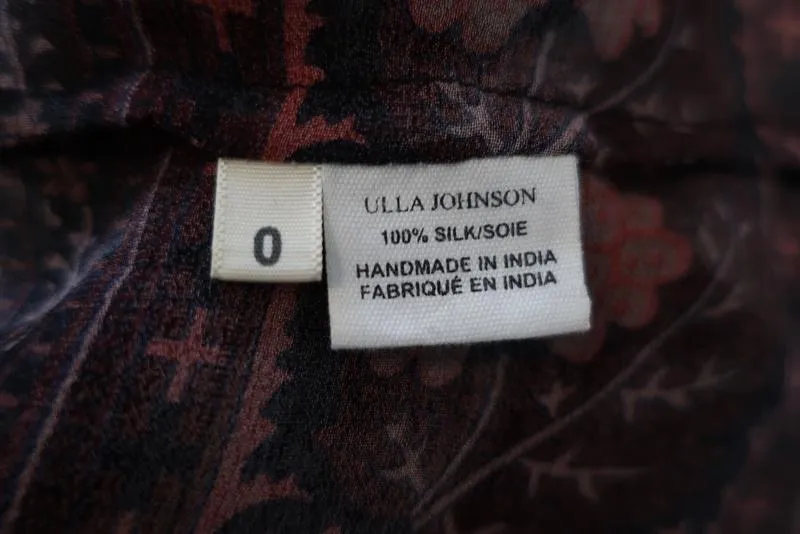 0
ULLA JOHNSON
100% SILK/SOIE
HANDMADE IN INDIA
FABRIQUÉ EN INDIA